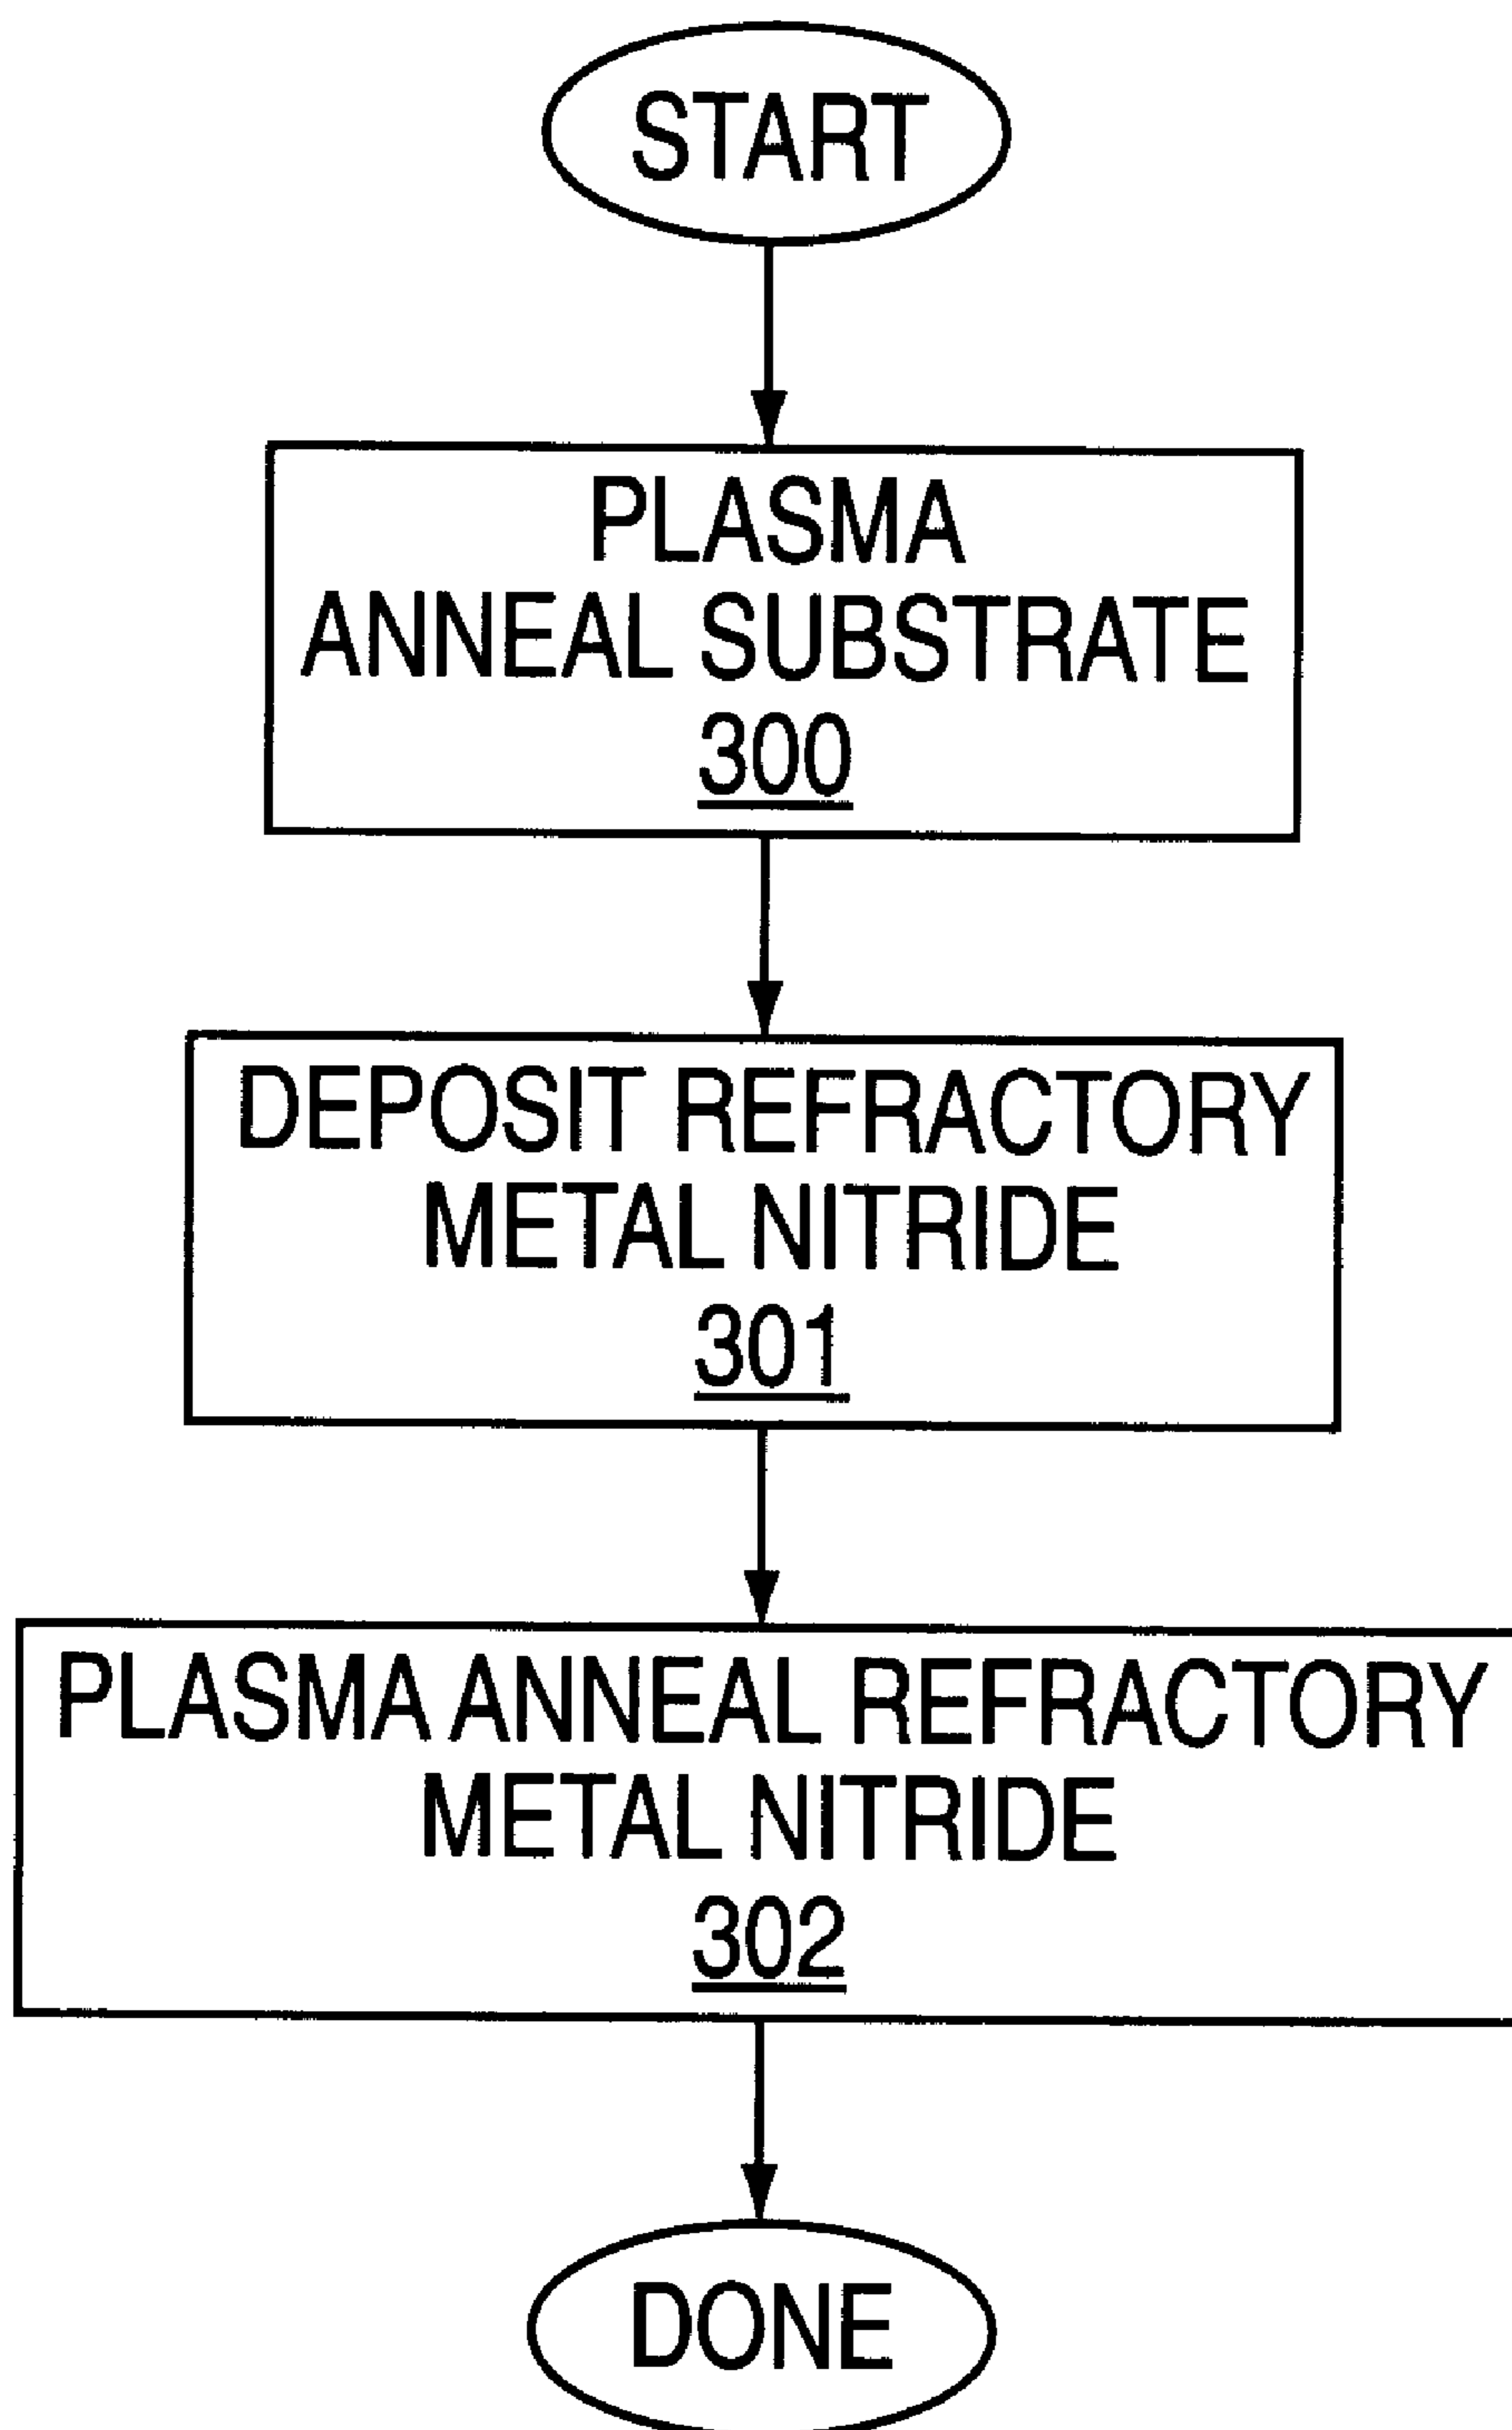 START
PLASMA
ANNEAL SUBSTRATE
300
DEPOSIT REFRACTORY
METAL NITRIDE
301
PLASMA ANNEAL REFRACTORY
METAL NITRIDE
302
DONE